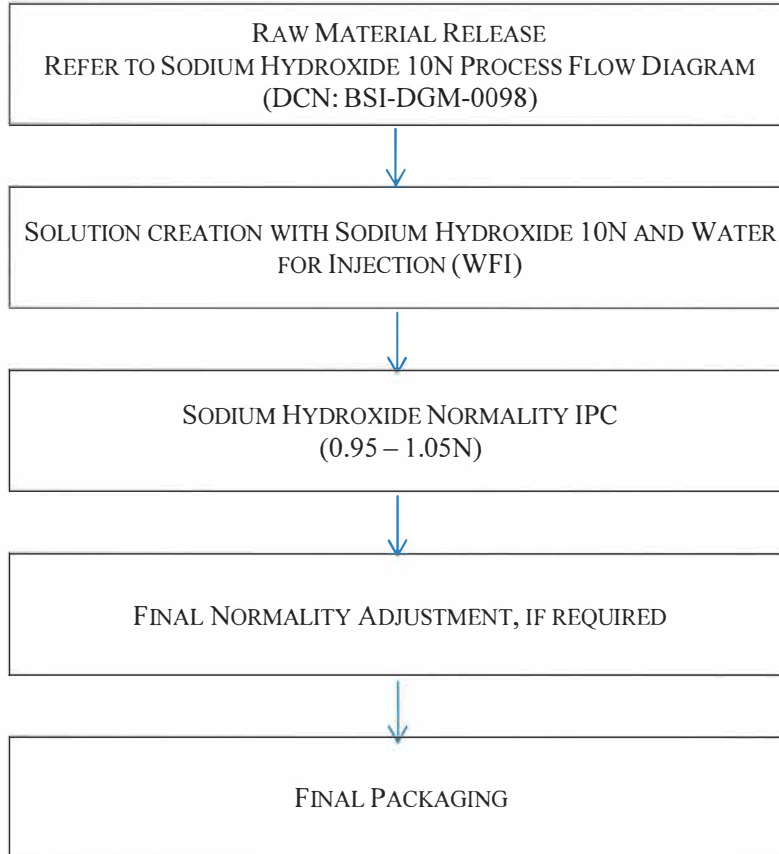 RAW MATERIAL RELEASE
REFER TO SODIUM HYDROXIDE 10N PROCESS FLOW DIAGRAM
(DCN: BSI-DGM-0098)
SOLUTION CREATION WITH SODIUM HYDROXIDE 10N AND WATER
FOR INJECTION (WFI)
SODIUM HYDROXIDE NORMALITY IPC
(0.95 – 1.05N)
FINAL NORMALITY ADJUSTMENT, IF REQUIRED
FINAL PACKAGING